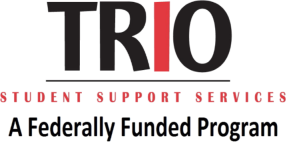 TRIO
STUDENT SUPPORT SERVICES
A Federally Funded Program